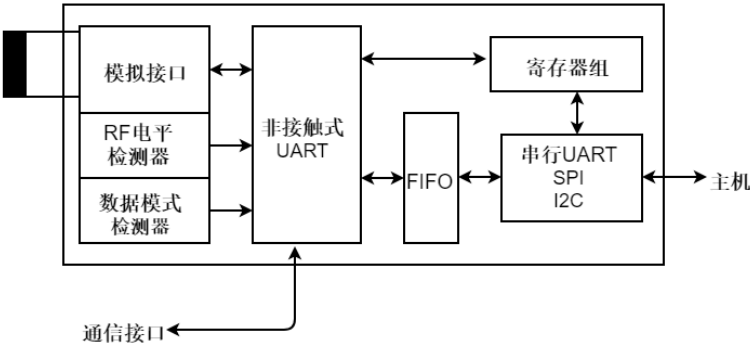 模拟接口
RF电平
检测器
数据模式
检测器
非接触式
UART
FIFO
寄存器组
串行UART
SPI
I2C
主机
通信接口